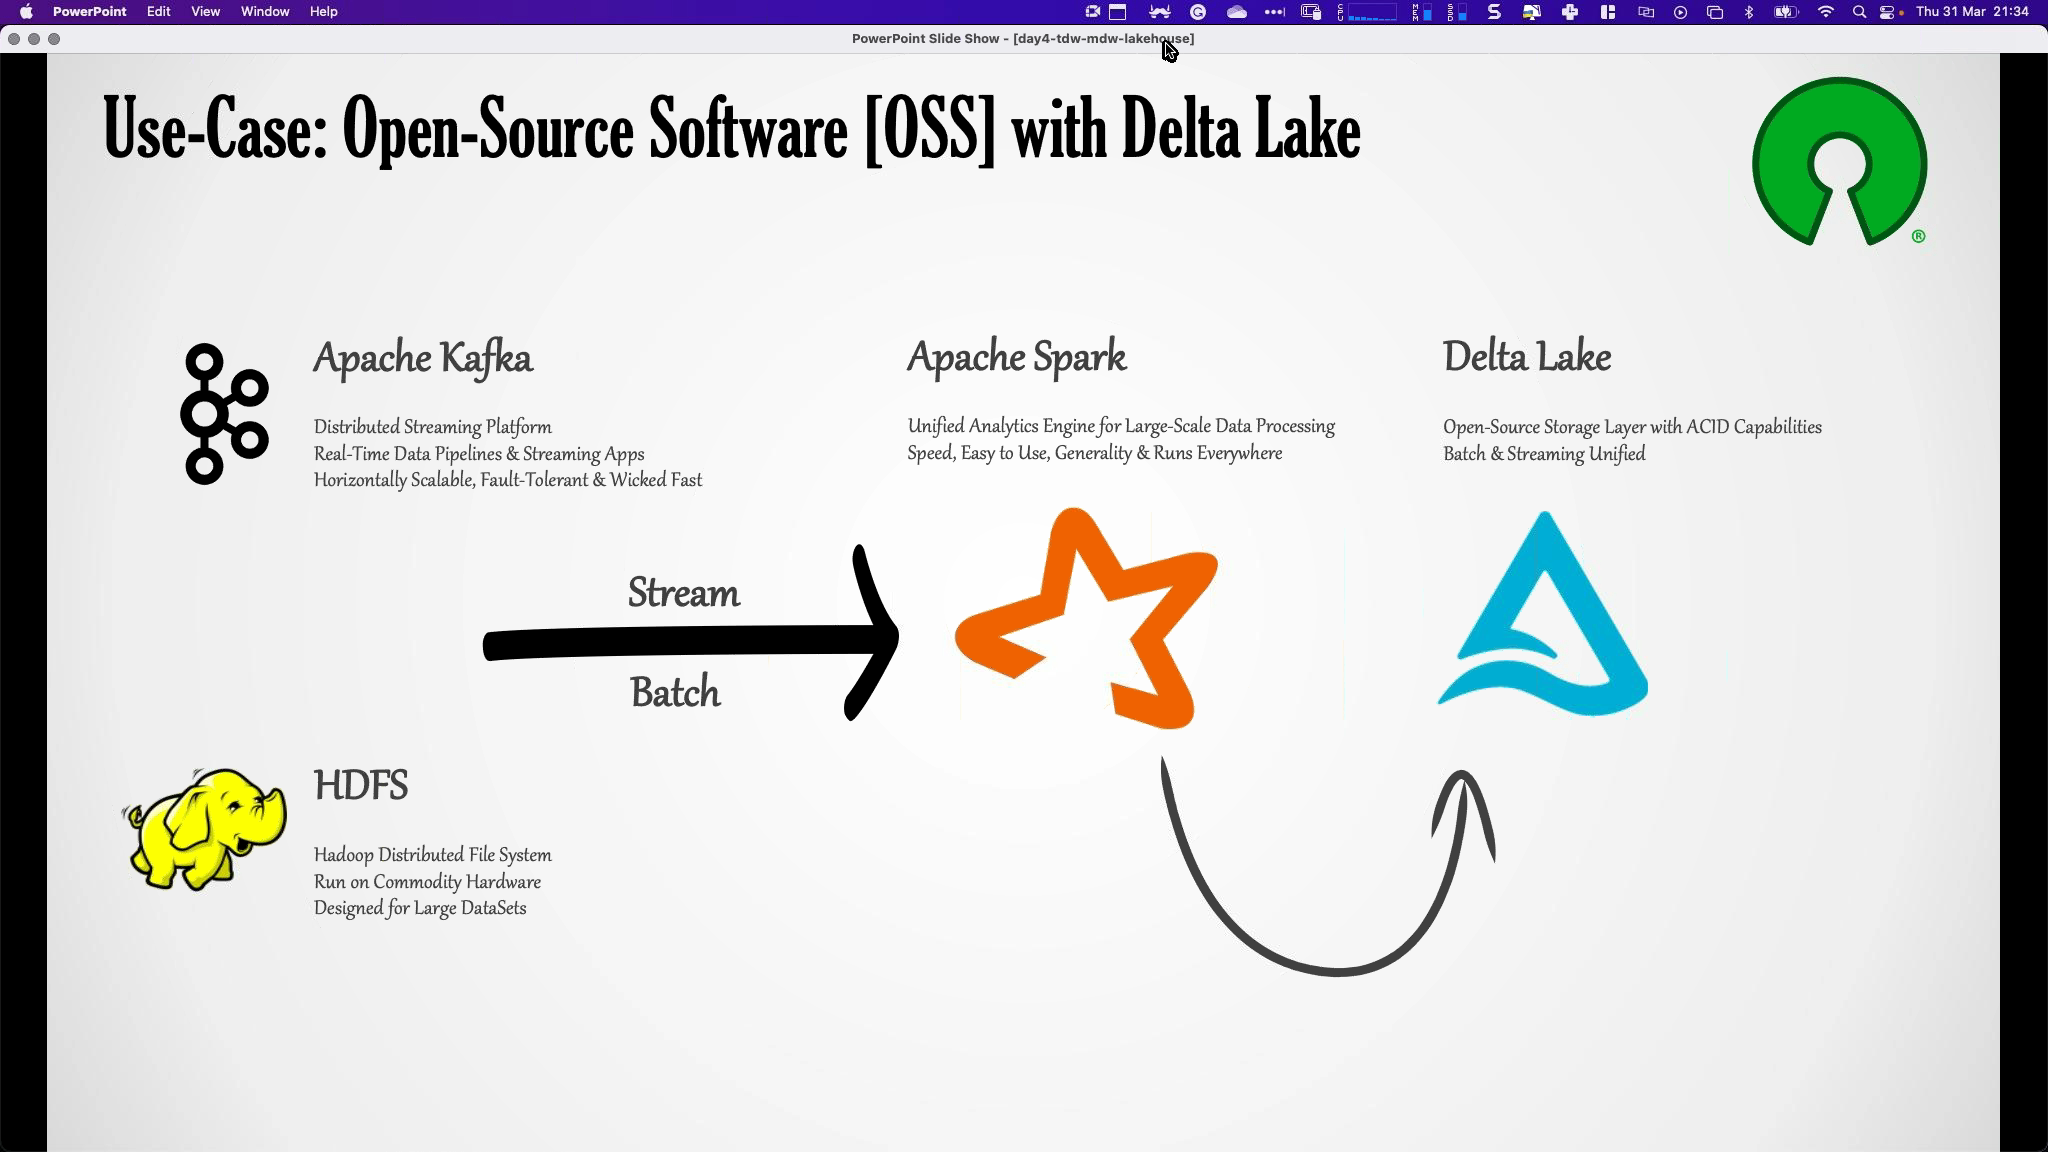 PowerPoint Edit View Window Help
Thu 31 Mar 21:34
PowerPoint Slide Show - [day4-tdw-mdw-lakehouse]
Use-Case: Open-Source Software [OSS] with Delta Lake
®
Apache Kafka
Distributed Streaming Platform
Real-Time Data Pipelines & Streaming Apps
Horizontally Scalable, Fault-Tolerant & Wicked Fast
Apache Spark
Unified Analytics Engine for Large-Scale Data Processing
Speed, Easy to Use, Generality & Runs Everywhere
Delta Lake
Open-Source Storage Layer with ACID Capabilities
Batch & Streaming Unified
Stream
Batch
HDFS
Hadoop Distributed File System
Run on Commodity Hardware
Designed for Large DataSets